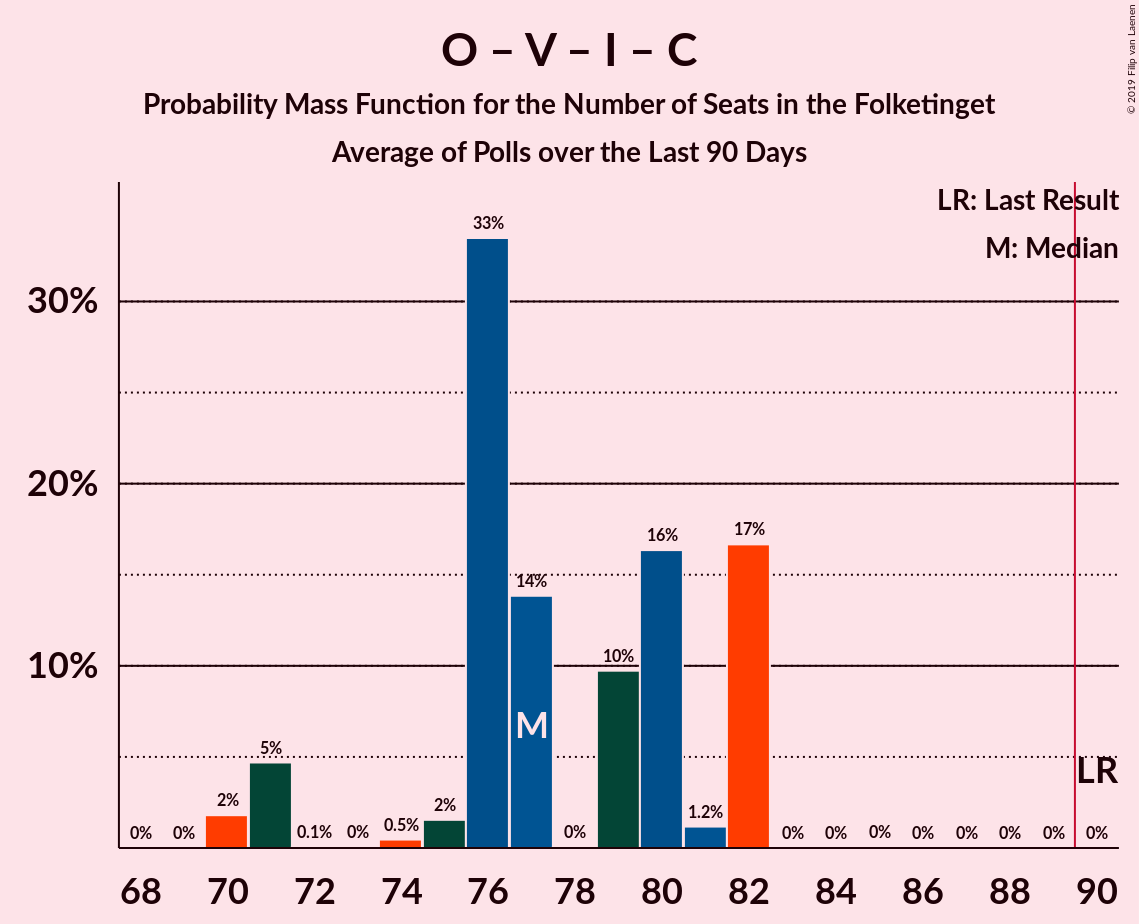 O – V – I – C
Probability Mass Function for the Number of Seats in the Folketinget
Average of Polls over the Last 90 Days
© 2019 Filip van Laenen
LR: Last Result
M: Median
30%
20%
10%
0%
0%
2%
5%
0.1%
0%
0.5%
2%
33%
14%
0%
10%
16%
1.2%
17%
0%
0%
0%
0%
0%
0%
0%
0%
M
LR
68 70 72 74 76 78 80 82 84 86 88 90